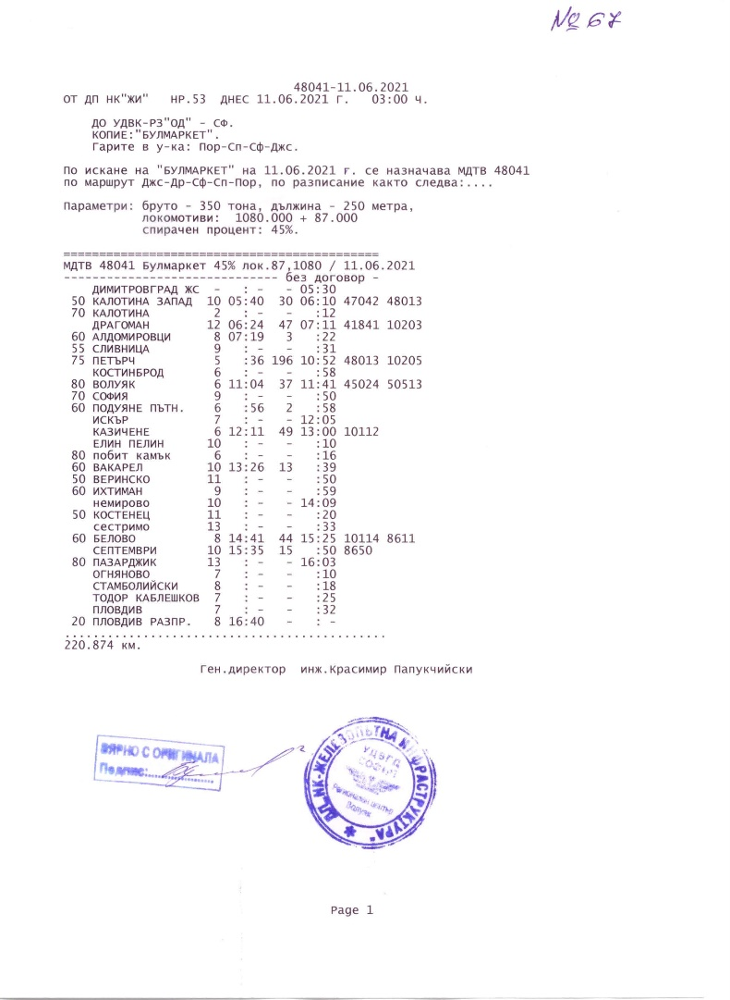 № 67
48041-11.06.2021
ОТ ДП НК"ЖИ"   НР.53  ДНЕС 11.06.2021 Г.   03:00 Ч.
ДО УДВК-РЗ"ОД" - СФ.
КОПИЕ:"БУЛМАРКЕТ".
Гарите в у-ка: Пор-Сп-Сф-Джс.
По искане на "БУЛМАРКЕТ" на 11.06.2021 г. се назначава МДТВ 48041
по маршрут Джс-Др-Сф-Сп-Пор, по разписание както следва:....
Параметри: бруто - 350 тона, дължина - 250 метра,
локомотиви:  1080.000 + 87.000
спирачен процент: 45%.
============================================
МДТВ 48041 Булмаркет 45% лок.87,1080 / 11.06.2021
------------------------------ без договор -
ДИМИТРОВГРАД ЖС  -   : -   - 05:30
50 КАЛОТИНА ЗАПАД  10 05:40  30 06:10 47042 48013
70 КАЛОТИНА         2   : -   -   :12
ДРАГОМАН        12 06:24  47 07:11 41841 10203
60 АЛДОМИРОВЦИ      8 07:19   3   :22
55 СЛИВНИЦА         9   : -   -   :31
75 ПЕТЪРЧ           5   :36 196 10:52 48013 10205
КОСТИНБРОД       6   : -   -   :58
80 ВОЛУЯК           6 11:04  37 11:41 45024 50513
70 СОФИЯ            9   : -   -   :50
60 ПОДУЯНЕ ПЪТН.    6   :56   2   :58
ИСКЪР            7   : -   - 12:05
КАЗИЧЕНЕ         6 12:11  49 13:00 10112
ЕЛИН ПЕЛИН      10   : -   -   :10
80 побит камък      6   : -   -   :16
60 ВАКАРЕЛ         10 13:26  13   :39
50 ВЕРИНСКО        11   : -   -   :50
60 ИХТИМАН          9   : -   -   :59
немирово        10   : -   - 14:09
50 КОСТЕНЕЦ        11   : -   -   :20
сестримо        13   : -   -   :33
60 БЕЛОВО           8 14:41  44 15:25 10114 8611
СЕПТЕМВРИ       10 15:35  15   :50 8650
80 ПАЗАРДЖИК       13   : -   - 16:03
ОГНЯНОВО         7   : -   -   :10
СТАМБОЛИЙСКИ     8   : -   -   :18
ТОДОР КАБЛЕШКОВ  7   : -   -   :25
ПЛОВДИВ          7   : -   -   :32
20 ПЛОВДИВ РАЗПР.   8 16:40   -   : -
.............................................
220.874 км.
Ген.директор  инж.Красимир Папукчийски
ВЯРНО С ОРИГИНАЛА
Подпис:
ДП "НК-ЖЕЛЕЗОПЪТНА ИНФРАСТРУКТУРА"
УДВГД
СОФИЯ
регионален център
Волуяк
Page 1